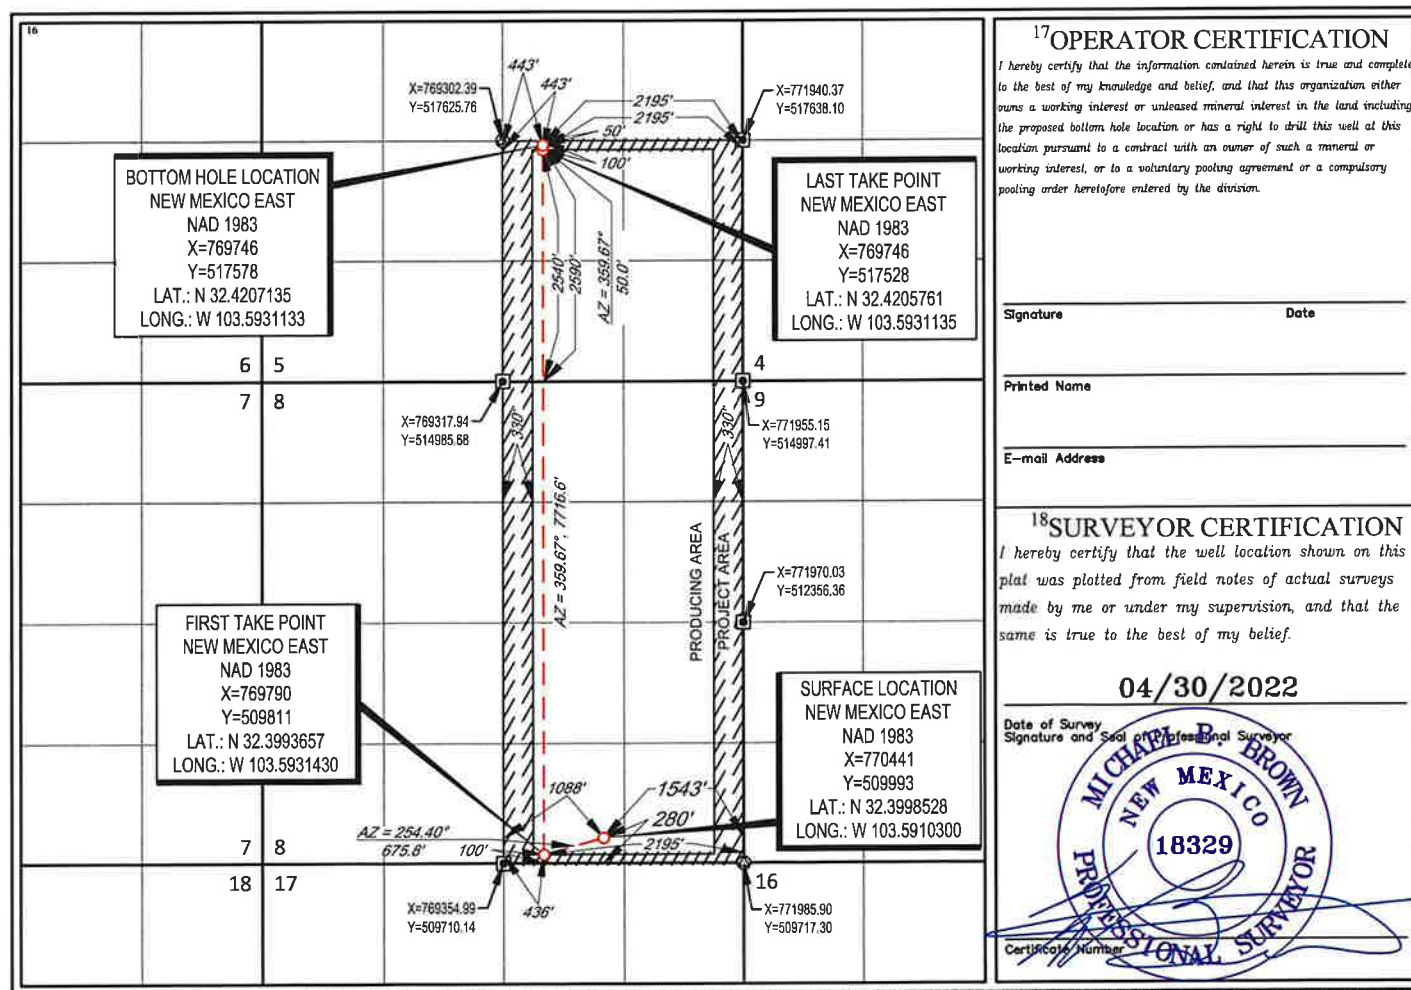 16
443'
443'
X=769302.39
Y=517625.76
2195'
2195'
X=771940.37
Y=517638.10
50'
100'
BOTTOM HOLE LOCATION
NEW MEXICO EAST
NAD 1983
X=769746
Y=517578
LAT.: N 32.4207135
LONG.: W 103.5931133
LAST TAKE POINT
NEW MEXICO EAST
NAD 1983
X=769746
Y=517528
LAT.: N 32.4205761
LONG.: W 103.5931135
2540'
2590'
AZ = 359.67°
50.0'
6 5
4
7 8
9
X=769317.94
Y=514985.68
330'
330'
X=771955.15
Y=514997.41
AZ = 359.67°, 7716.6'
PRODUCING AREA
PROJECT AREA
X=771970.03
Y=512356.36
FIRST TAKE POINT
NEW MEXICO EAST
NAD 1983
X=769790
Y=509811
LAT.: N 32.3993657
LONG.: W 103.5931430
SURFACE LOCATION
NEW MEXICO EAST
NAD 1983
X=770441
Y=509993
LAT.: N 32.3998528
LONG.: W 103.5910300
1088'
1543'
280'
AZ = 254.40°
675.8'
100'
2195'
7 8
18 17
16
436'
X=769354.99
Y=509710.14
X=771985.90
Y=509717.30
17OPERATOR CERTIFICATION
I hereby certify that the information contained herein is true and complete
to the best of my knowledge and belief, and that this organization either
owns a working interest or unleased mineral interest in the land including
the proposed bottom hole location or has a right to drill this well at this
location pursuant to a contract with an owner of such a mineral or
working interest, or to a voluntary pooling agreement or a compulsory
pooling order heretofore entered by the division.
Signature Date
Printed Name
E-mail Address
18SURVEYOR CERTIFICATION
I hereby certify that the well location shown on this
plat was plotted from field notes of actual surveys
made by me or under my supervision, and that the
same is true to the best of my belief.
04/30/2022
Date of Survey
Signature and Seal of Professional Surveyor
MICHAEL B. BROWN
NEW MEXICO
18329
PROFESSIONAL SURVEYOR
Certificate Number